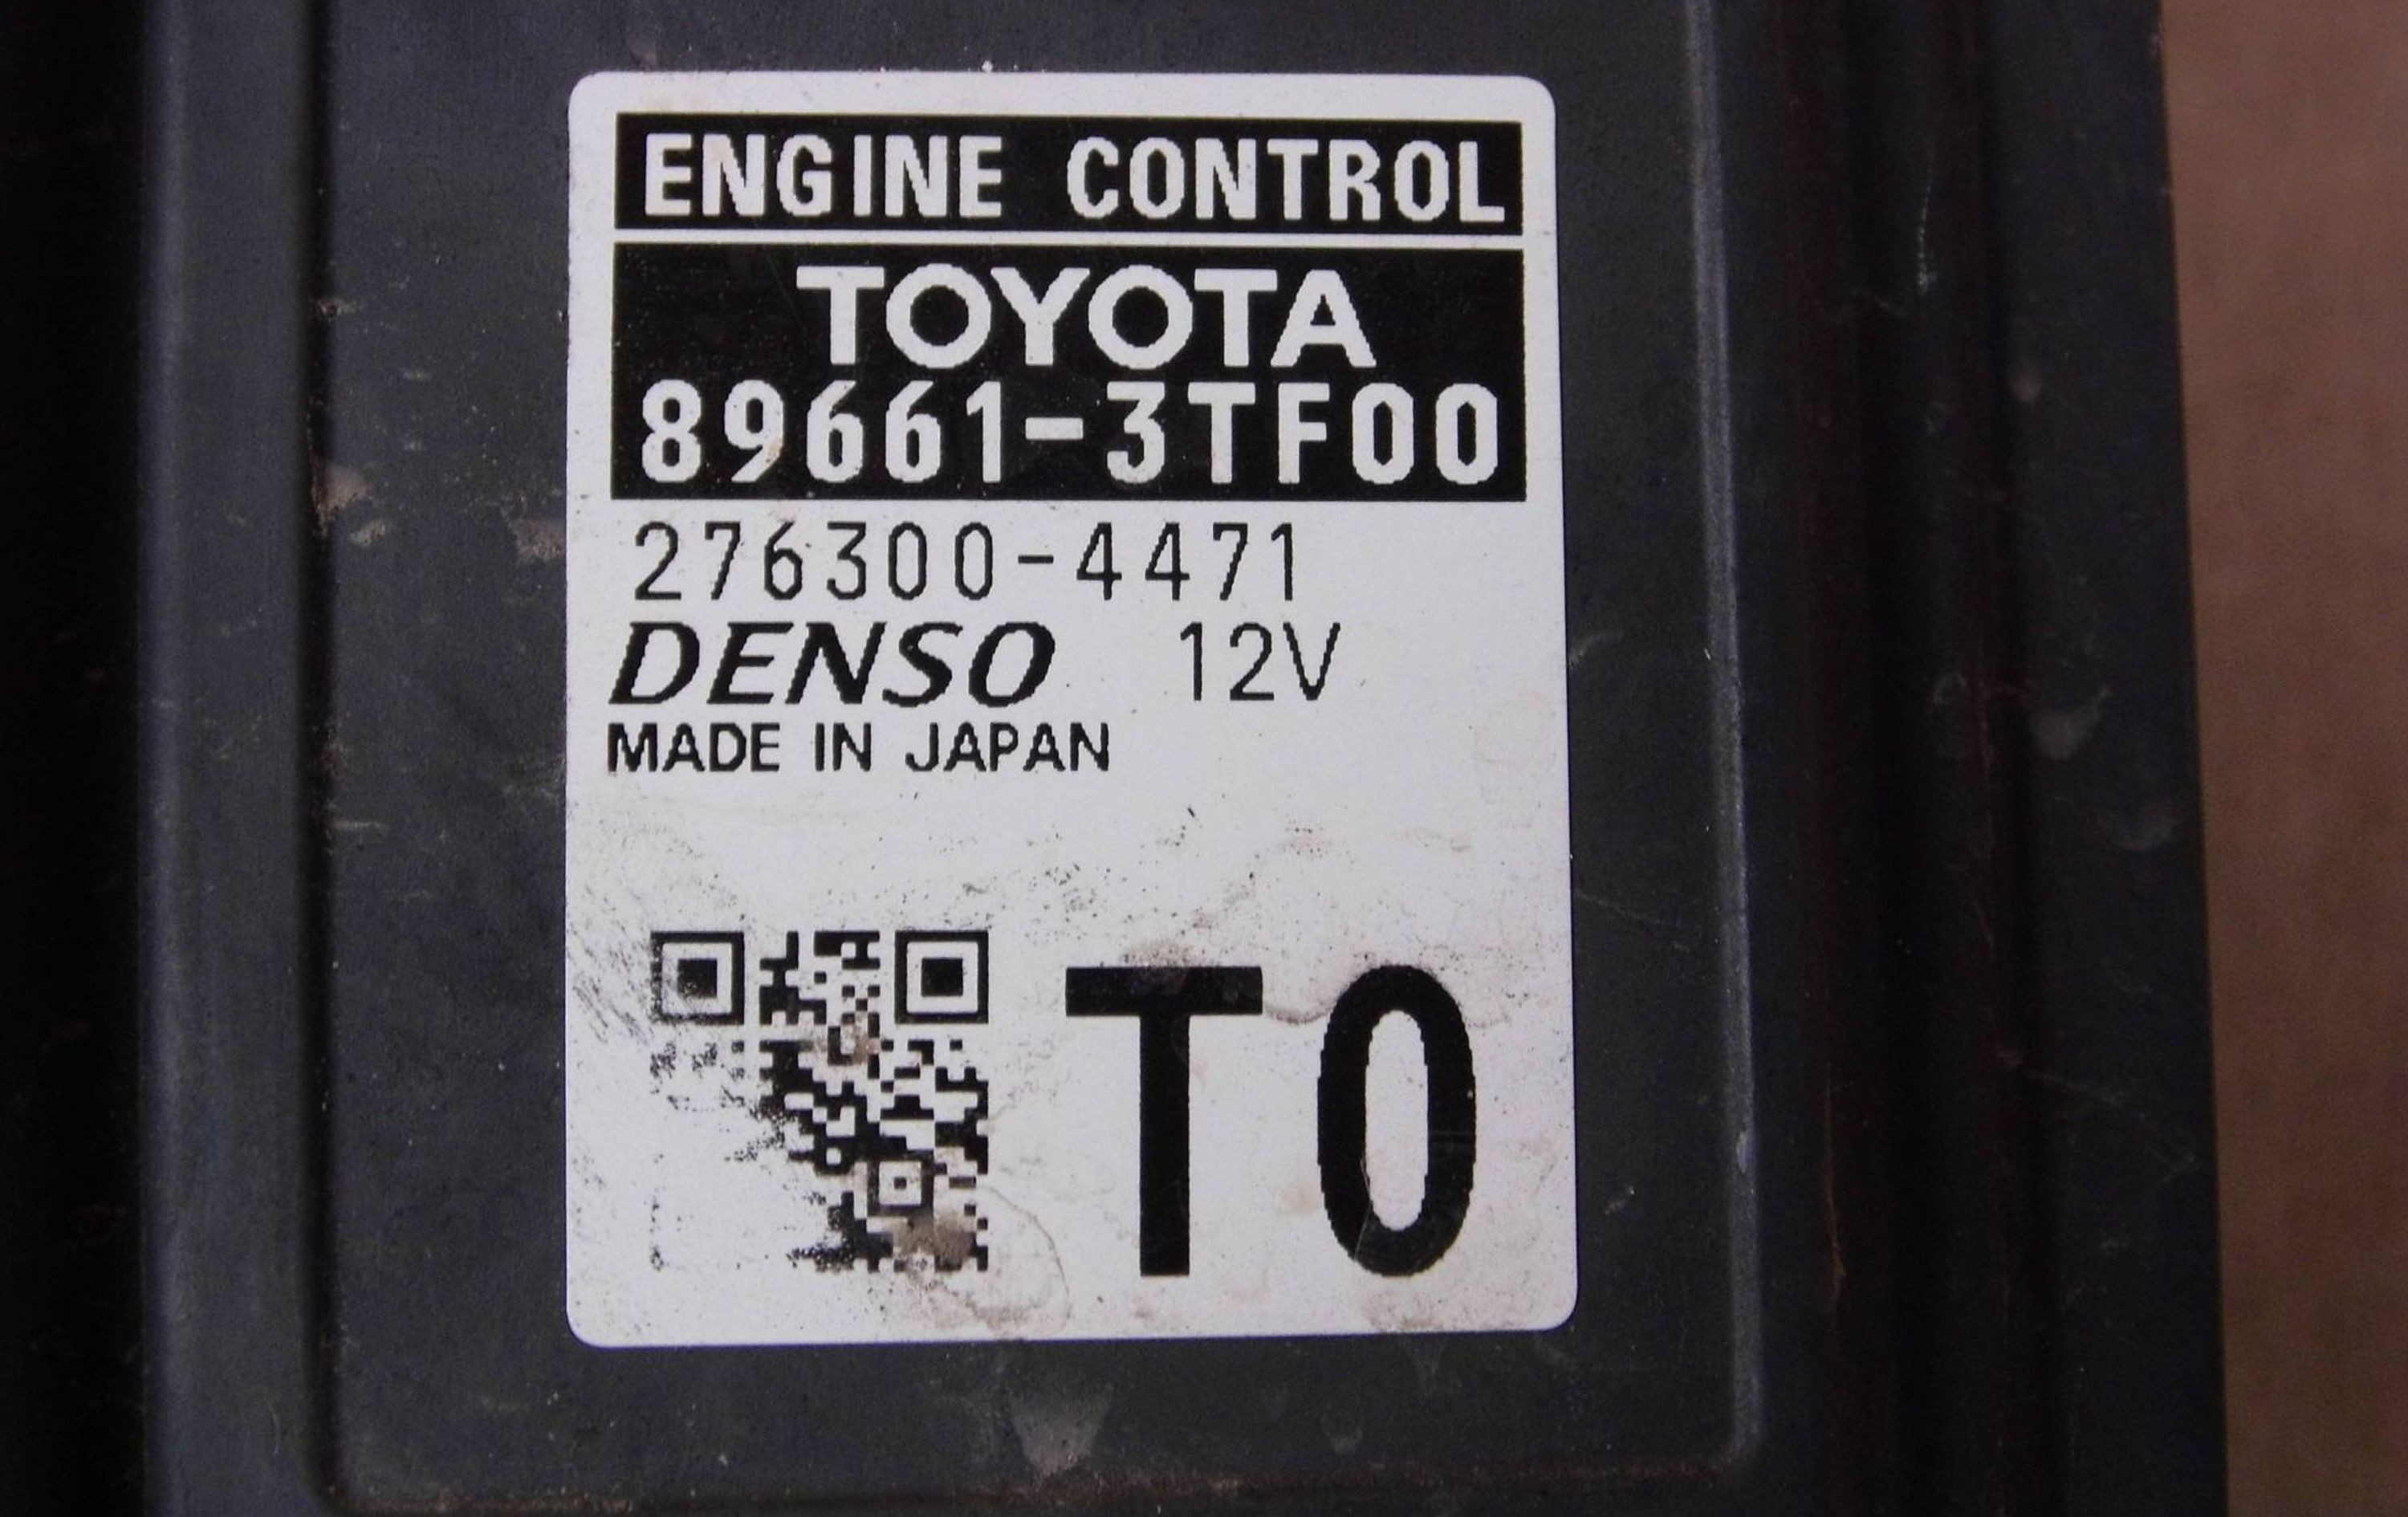 ENGINE CONTROL
TOYOTA
89661-3TF00
276300-4471
DENSO 12V
MADE IN JAPAN
T0